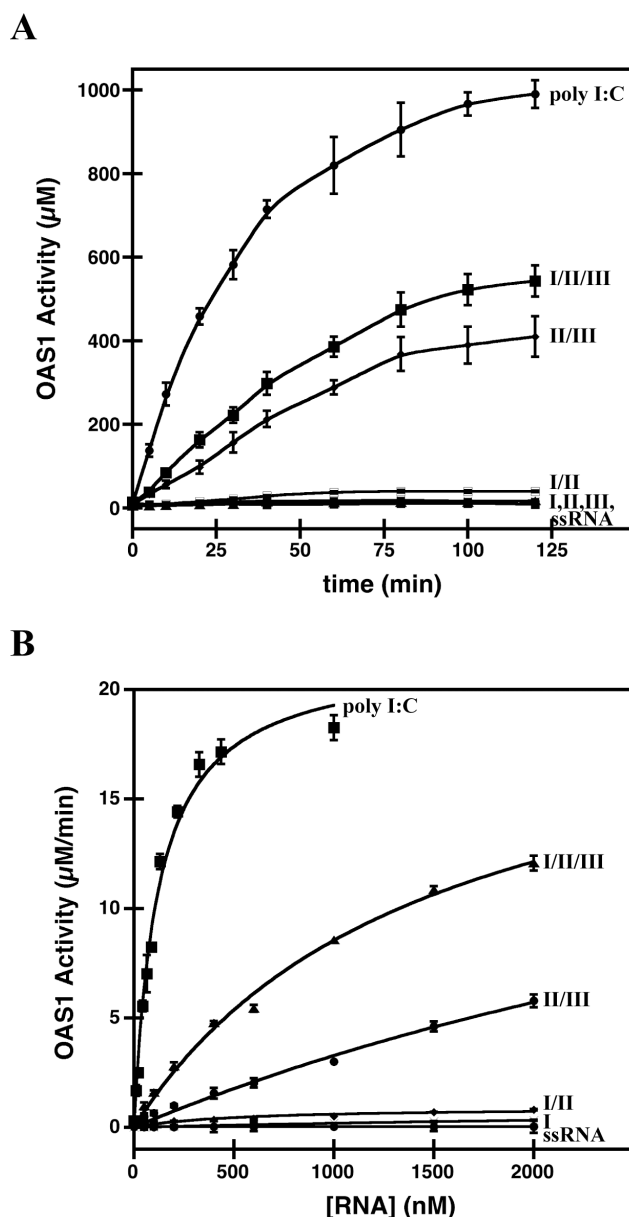 A
1000
800
600
400
200
0
OAS1 Activity (µM)
poly I:C
I/II/III
II/III
I/II
I,II,III,
ssRNA
0
25
50
75
100
125
time (min)
B
20
15
10
5
0
OAS1 Activity (µM/min)
poly I:C
I/II/III
II/III
I/II
I
ssRNA
0
500
1000
1500
2000
[RNA] (nM)